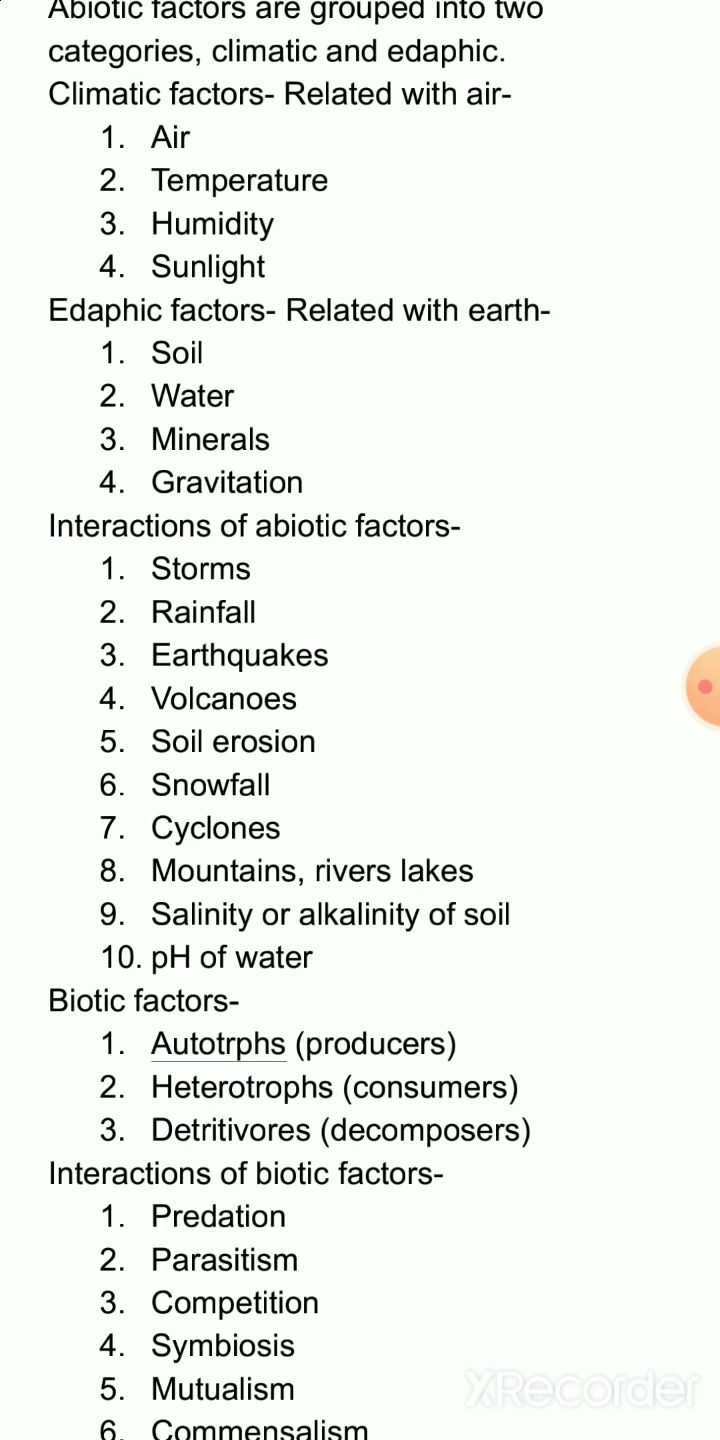 Abiotic factors are grouped into two
categories, climatic and edaphic.
Climatic factors- Related with air-
1. Air
2. Temperature
3. Humidity
4. Sunlight
Edaphic factors- Related with earth-
1. Soil
2. Water
3. Minerals
4. Gravitation
Interactions of abiotic factors-
1. Storms
2. Rainfall
3. Earthquakes
4. Volcanoes
5. Soil erosion
6. Snowfall
7. Cyclones
8. Mountains, rivers lakes
9. Salinity or alkalinity of soil
10. pH of water
Biotic factors-
1. Autotrphs (producers)
2. Heterotrophs (consumers)
3. Detritivores (decomposers)
Interactions of biotic factors-
1. Predation
2. Parasitism
3. Competition
4. Symbiosis
5. Mutualism
6. Commensalism
XRecorder